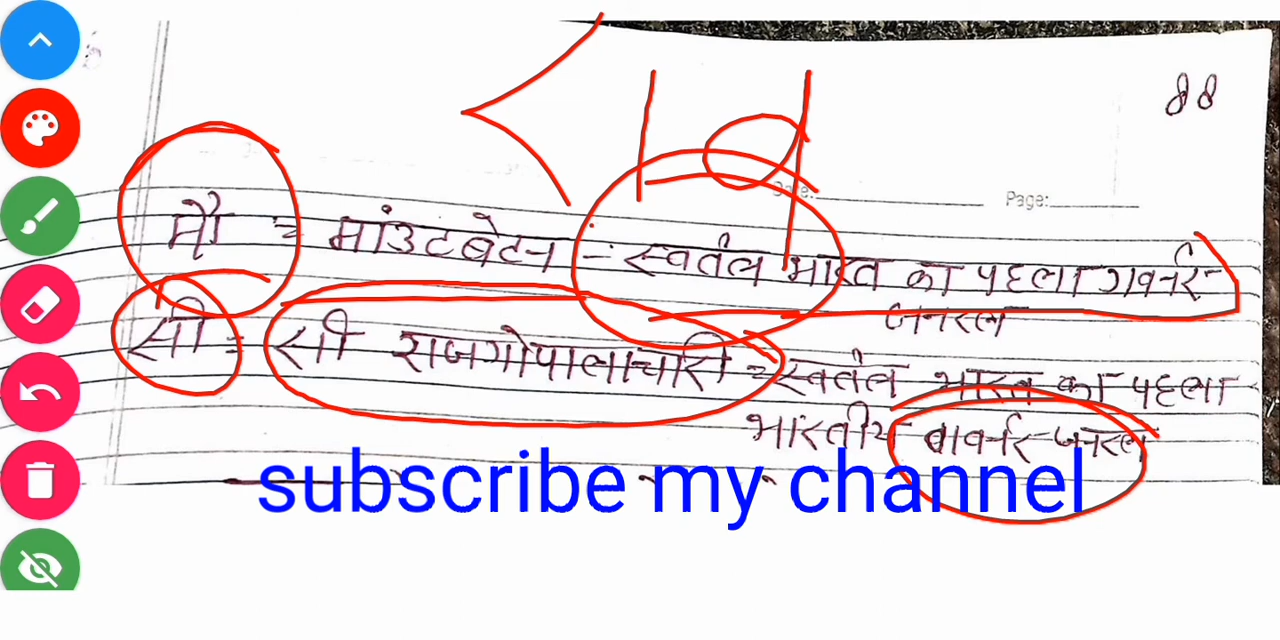 88
Date: Page:
मौ = मांउटबेटन = स्वतंत्र भारत का पहला गवर्नर
जनरल
सी = सी राजगोपालाचारी = स्वतंत्र भारत का पहला
भारतीय गवर्नर जनरल
subscribe my channel